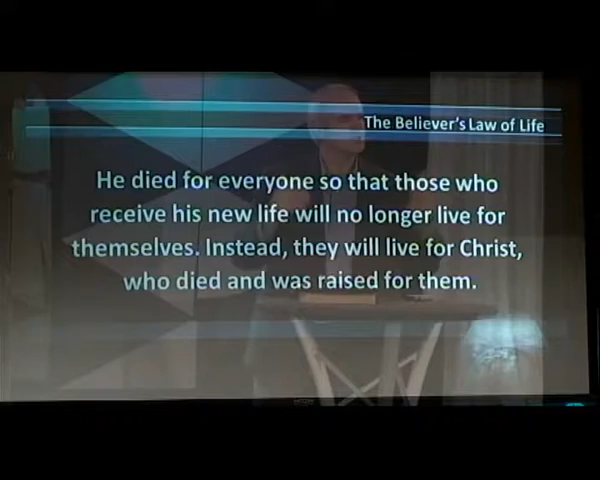 The Believer's Law of Life
He died for everyone so that those who
receive his new life will no longer live for
themselves. Instead, they will live for Christ,
who died and was raised for them.